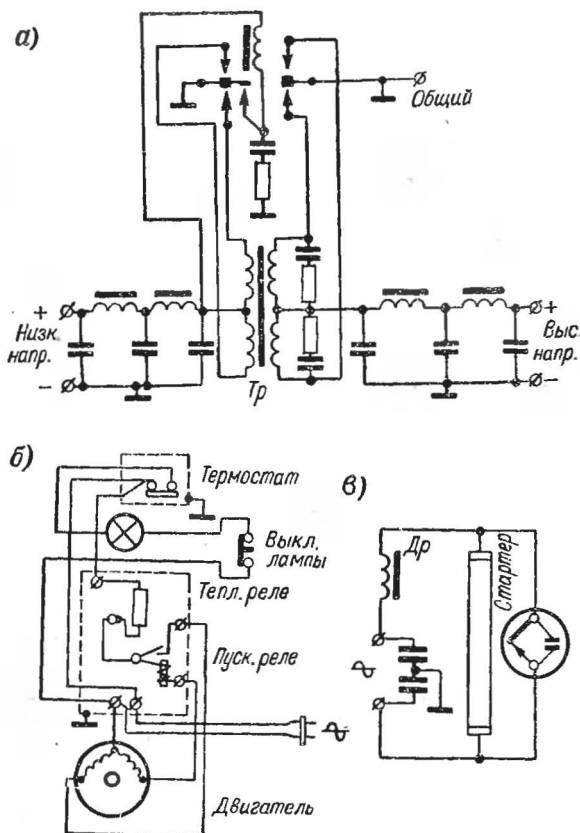 а)
Общий
+
Низк.
напр.
−
Тр
+
Выс.
напр.
−
б)
Термостат
Выкл.
лампы
Тепл. реле
Пуск. реле
Двигатель
в)
Др
Стартер